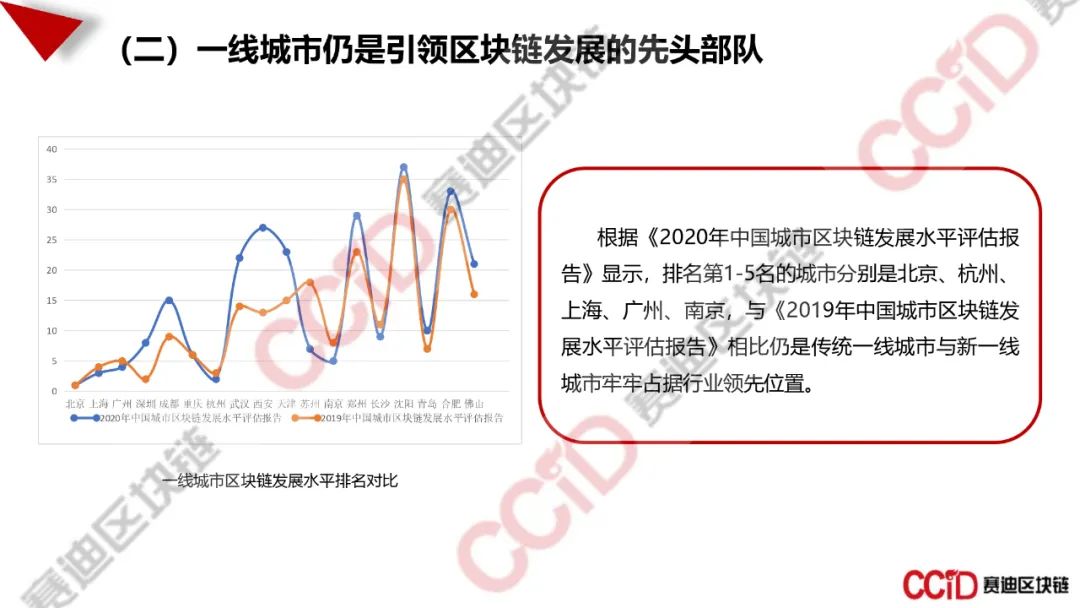 （二）一线城市仍是引领区块链发展的先头部队
40
35
30
25
20
15
10
5
0
北京 上海 广州 深圳 成都 重庆 杭州 武汉 西安 天津 苏州 南京 郑州 长沙 沈阳 青岛 合肥 佛山
2020年中国城市区块链发展水平评估报告 2019年中国城市区块链发展水平评估报告
一线城市区块链发展水平排名对比
根据《2020年中国城市区块链发展水平评估报
告》显示，排名第1-5名的城市分别是北京、杭州、
上海、广州、南京，与《2019年中国城市区块链发
展水平评估报告》相比仍是传统一线城市与新一线
城市牢牢占据行业领先位置。
CCiD 赛迪区块链
CCiD 赛迪区块链
CCiD 赛迪区块链
CCiD 赛迪区块链